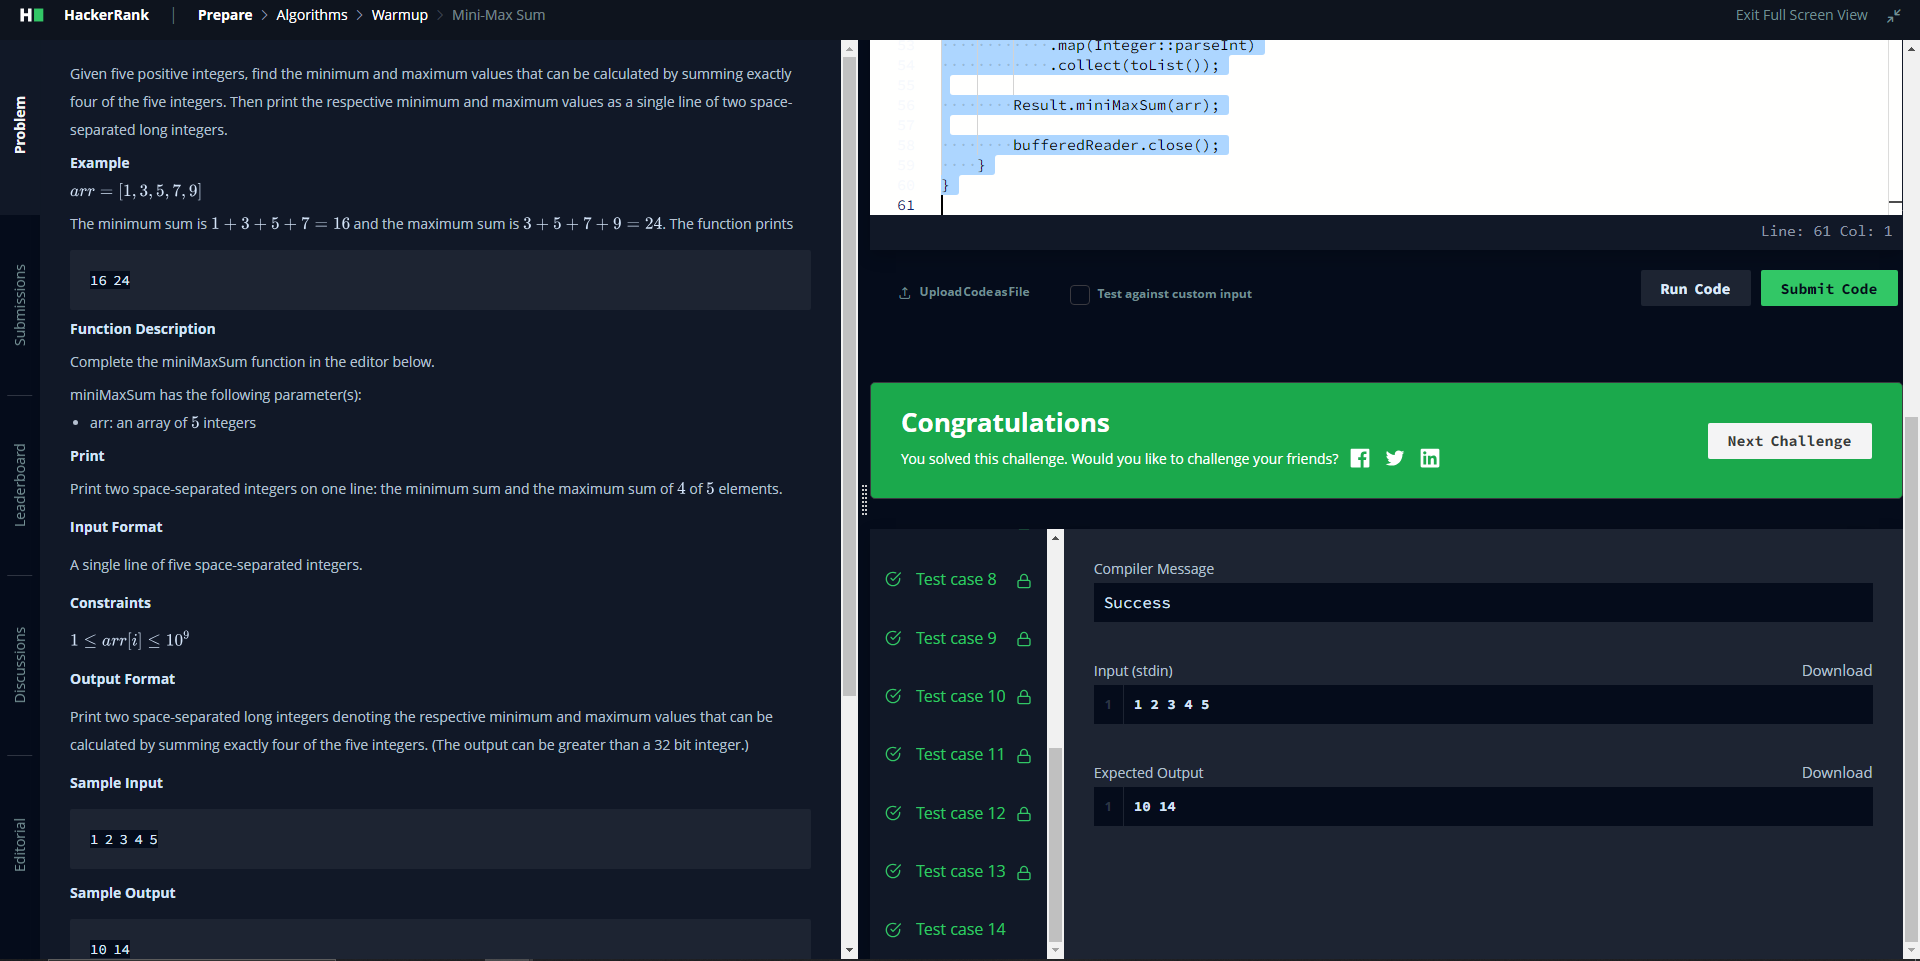 HackerRank | Prepare > Algorithms > Warmup > Mini-Max Sum
Exit Full Screen View
Problem
Submissions
Leaderboard
Discussions
Editorial
Given five positive integers, find the minimum and maximum values that can be calculated by summing exactly
four of the five integers. Then print the respective minimum and maximum values as a single line of two space-
separated long integers.
Example
arr = [1, 3, 5, 7, 9]
The minimum sum is 1 + 3 + 5 + 7 = 16 and the maximum sum is 3 + 5 + 7 + 9 = 24. The function prints
16 24
Function Description
Complete the miniMaxSum function in the editor below.
miniMaxSum has the following parameter(s):
• arr: an array of 5 integers
Print
Print two space-separated integers on one line: the minimum sum and the maximum sum of 4 of 5 elements.
Input Format
A single line of five space-separated integers.
Constraints
1 ≤ arr[i] ≤ 10⁹
Output Format
Print two space-separated long integers denoting the respective minimum and maximum values that can be
calculated by summing exactly four of the five integers. (The output can be greater than a 32 bit integer.)
Sample Input
1 2 3 4 5
Sample Output
10 14
53 .map(Integer::parseInt)
54 .collect(toList());
55
56 Result.miniMaxSum(arr);
57
58 bufferedReader.close();
59 }
60 }
61
Line: 61 Col: 1
Upload Code as File
Test against custom input
Run Code
Submit Code
Congratulations
You solved this challenge. Would you like to challenge your friends?
Next Challenge
Test case 8
Test case 9
Test case 10
Test case 11
Test case 12
Test case 13
Test case 14
Compiler Message
Success
Input (stdin)
Download
1 1 2 3 4 5
Expected Output
Download
1 10 14